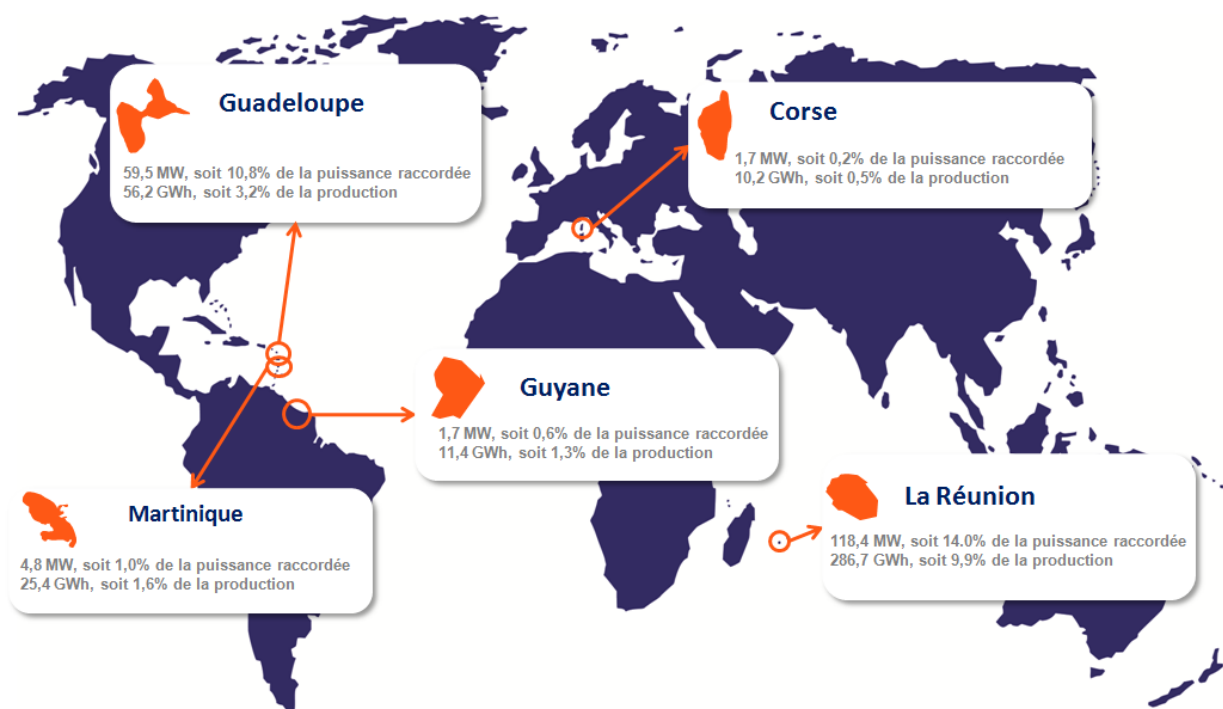 Guadeloupe
59,5 MW, soit 10,8% de la puissance raccordée
56,2 GWh, soit 3,2% de la production
Corse
1,7 MW, soit 0,2% de la puissance raccordée
10,2 GWh, soit 0,5% de la production
Guyane
1,7 MW, soit 0,6% de la puissance raccordée
11,4 GWh, soit 1,3% de la production
Martinique
4,8 MW, soit 1,0% de la puissance raccordée
25,4 GWh, soit 1,6% de la production
La Réunion
118,4 MW, soit 14.0% de la puissance raccordée
286,7 GWh, soit 9,9% de la production